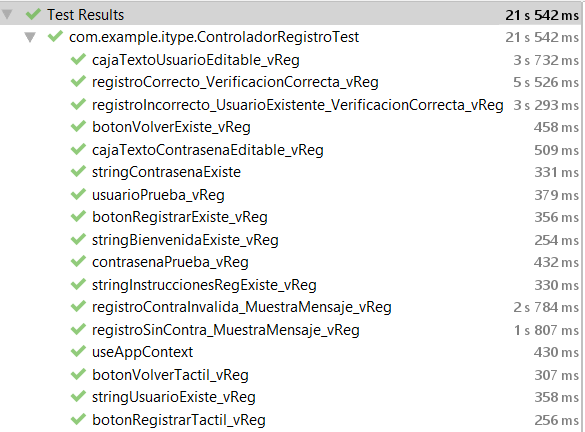 Test Results 21 s 542 ms
com.example.itype.ControladorRegistroTest 21 s 542 ms
cajaTextoUsuarioEditable_vReg 3 s 732 ms
registroCorrecto_VerificacionCorrecta_vReg 5 s 526 ms
registroIncorrecto_UsuarioExistente_VerificacionCorrecta_vReg 3 s 293 ms
botonVolverExiste_vReg 458 ms
cajaTextoContrasenaEditable_vReg 509 ms
stringContrasenaExiste 331 ms
usuarioPrueba_vReg 379 ms
botonRegistrarExiste_vReg 356 ms
stringBienvenidaExiste_vReg 254 ms
contrasenaPrueba_vReg 432 ms
stringInstruccionesRegExiste_vReg 330 ms
registroContraInvalida_MuestraMensaje_vReg 2 s 784 ms
registroSinContra_MuestraMensaje_vReg 1 s 807 ms
useAppContext 430 ms
botonVolverTactil_vReg 307 ms
stringUsuarioExiste_vReg 358 ms
botonRegistrarTactil_vReg 256 ms